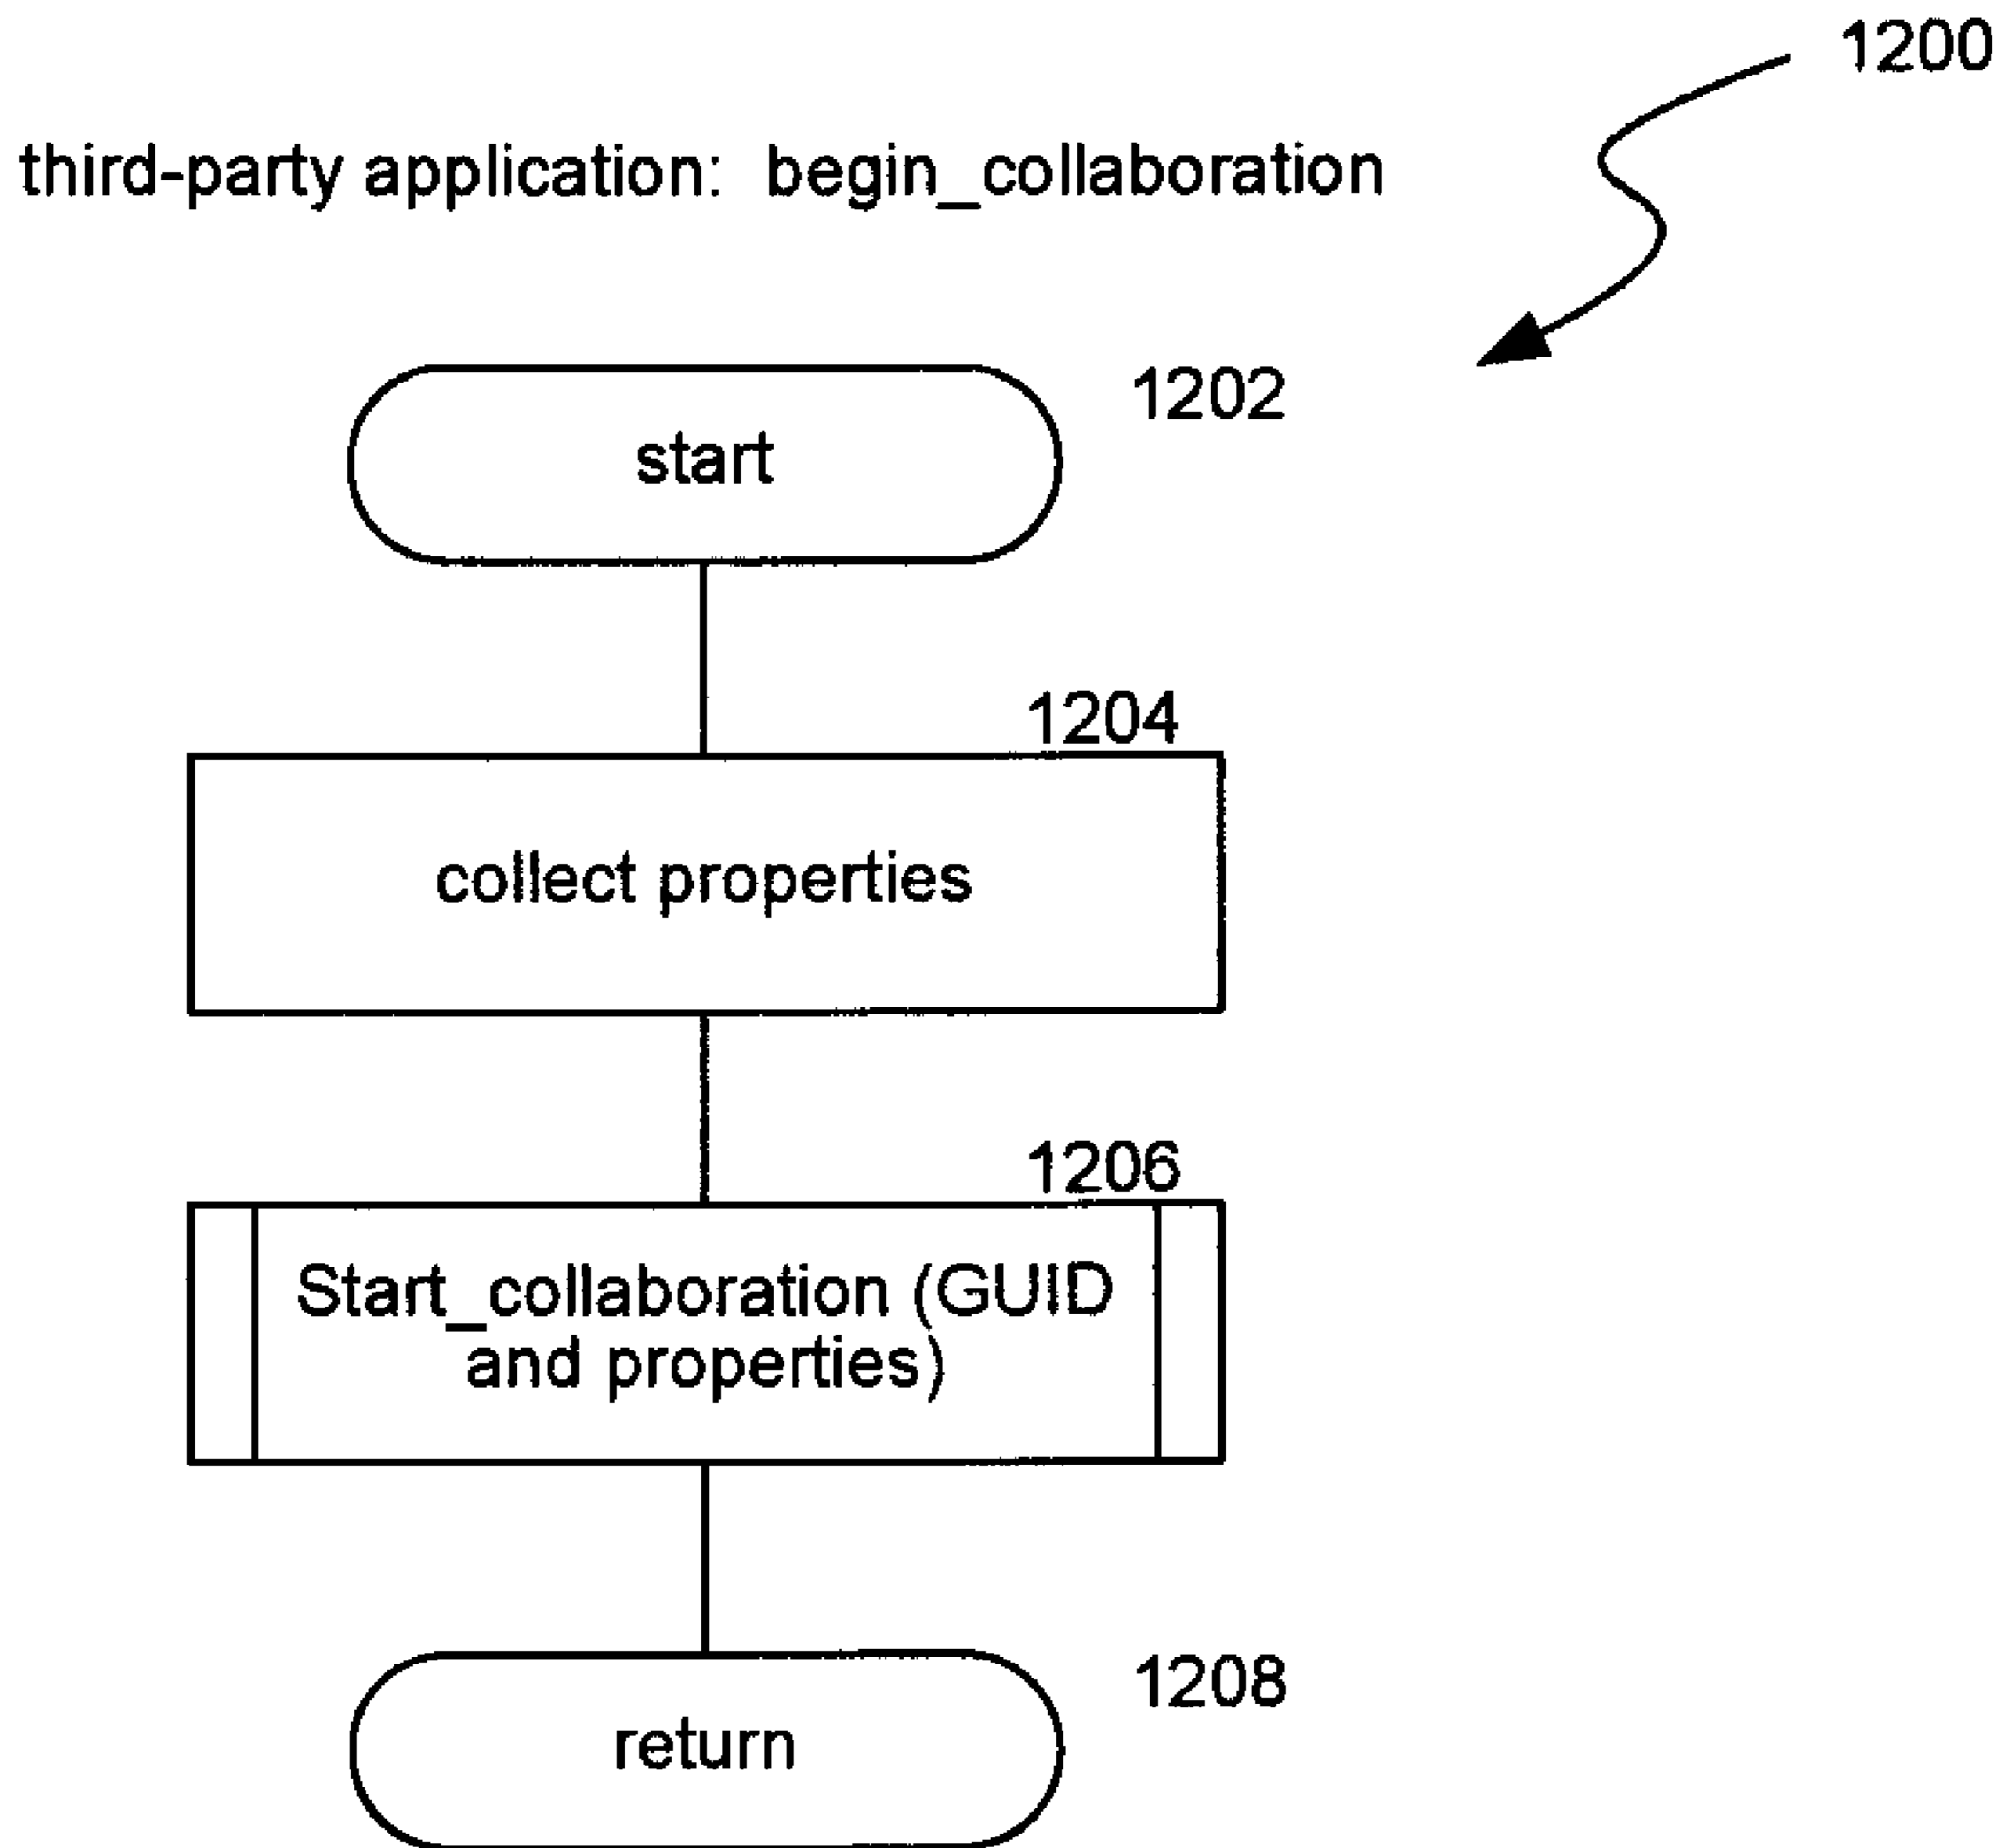 1200
third-party application: begin_collaboration
1202
start
1204
collect properties
1206
Start_collaboration (GUID
and properties)
1208
return